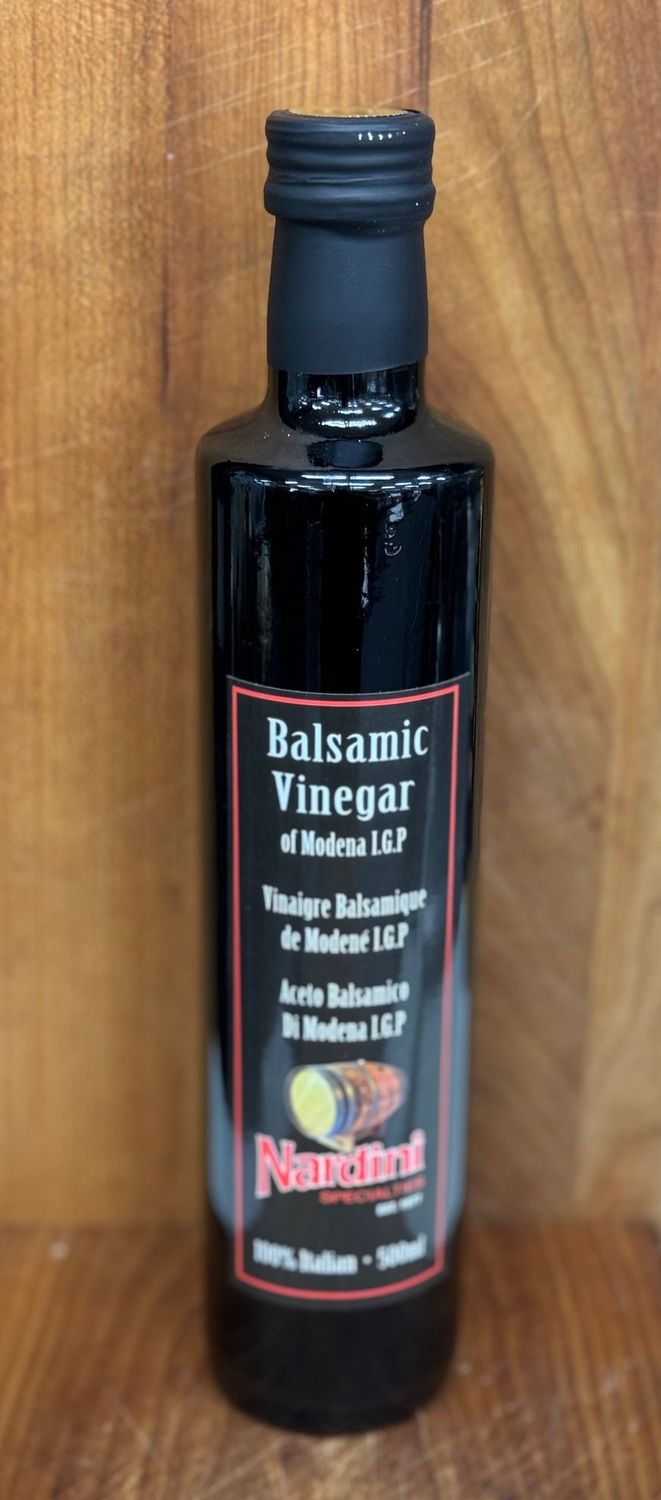 Balsamic
Vinegar
of Modena I.G.P
Vinaigre Balsamique
de Modené I.G.P
Aceto Balsamico
Di Modena I.G.P
Nardini
SPECIALTIES
100% Italian - 500ml